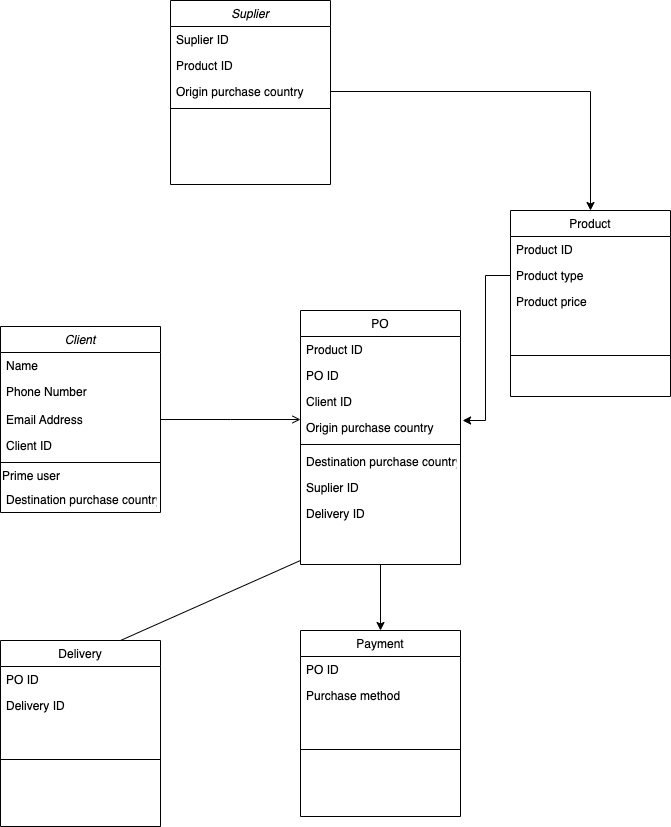 Suplier
Suplier ID
Product ID
Origin purchase country
Product
Product ID
Product type
Product price
Client
Name
Phone Number
Email Address
Client ID
Prime user
Destination purchase country
PO
Product ID
PO ID
Client ID
Origin purchase country
Destination purchase country
Suplier ID
Delivery ID
Delivery
PO ID
Delivery ID
Payment
PO ID
Purchase method